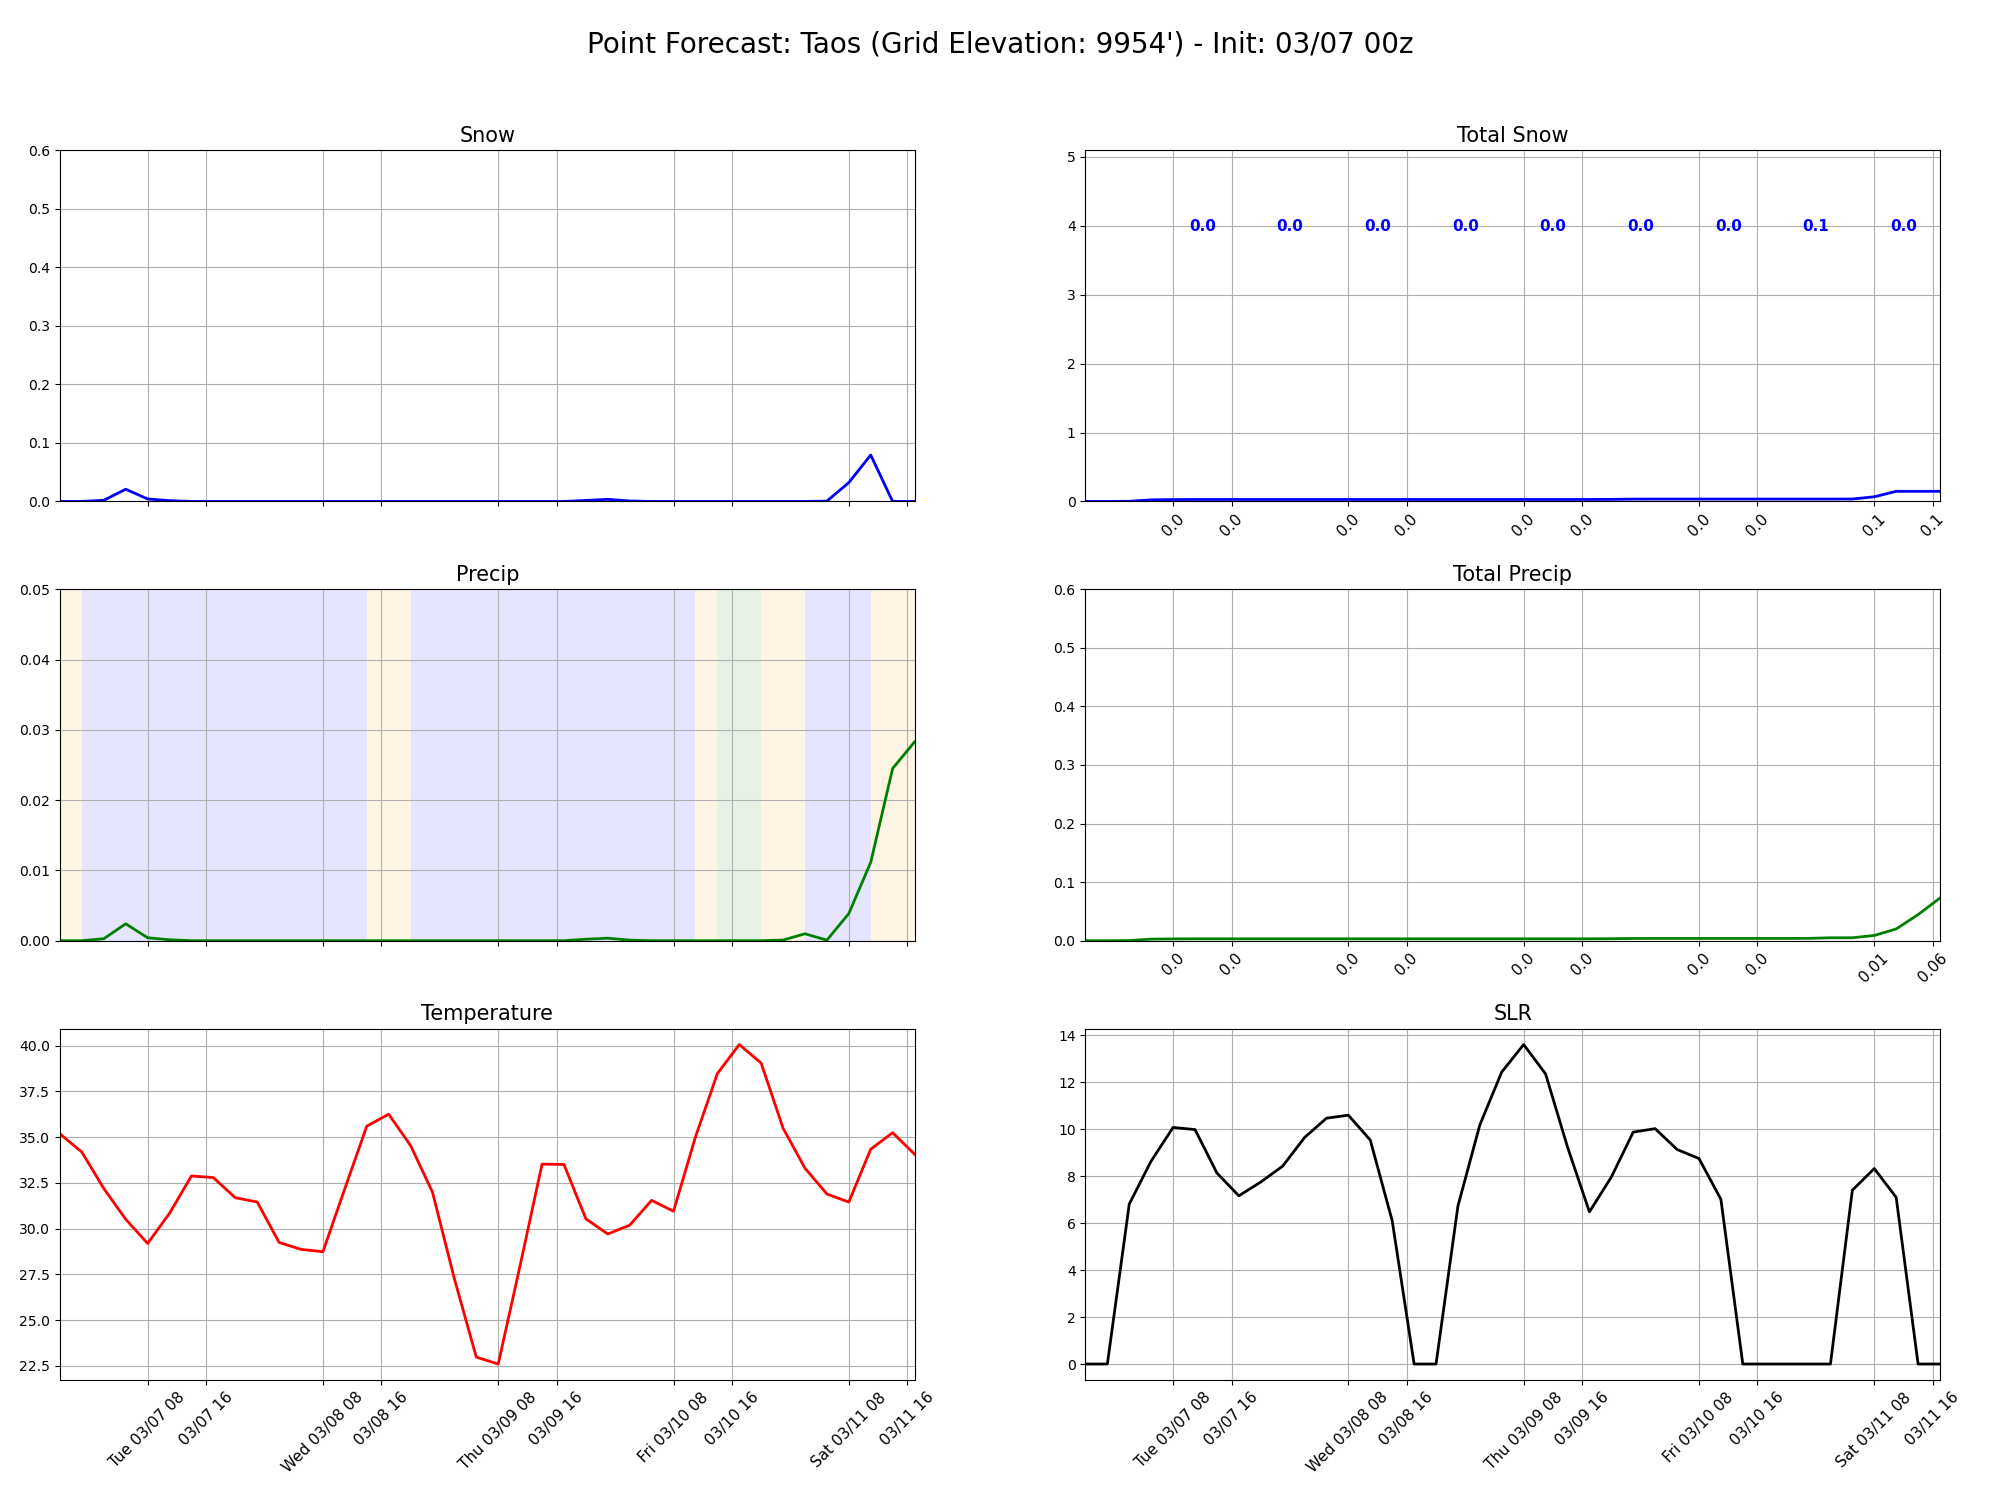 Point Forecast: Taos (Grid Elevation: 9954') - Init: 03/07 00z
Snow
0.6
0.5
0.4
0.3
0.2
0.1
0.0
Total Snow
5
4
3
2
1
0
0.0 0.0 0.0 0.0 0.0 0.0 0.0 0.1 0.0
0.0 0.0 0.0 0.0 0.0 0.0 0.0 0.0 0.1 0.1
Precip
0.05
0.04
0.03
0.02
0.01
0.00
Total Precip
0.6
0.5
0.4
0.3
0.2
0.1
0.0
0.0 0.0 0.0 0.0 0.0 0.0 0.0 0.0 0.01 0.06
Temperature
40.0
37.5
35.0
32.5
30.0
27.5
25.0
22.5
Tue 03/07 08
03/07 16
Wed 03/08 08
03/08 16
Thu 03/09 08
03/09 16
Fri 03/10 08
03/10 16
Sat 03/11 08
03/11 16
SLR
14
12
10
8
6
4
2
0
Tue 03/07 08
03/07 16
Wed 03/08 08
03/08 16
Thu 03/09 08
03/09 16
Fri 03/10 08
03/10 16
Sat 03/11 08
03/11 16